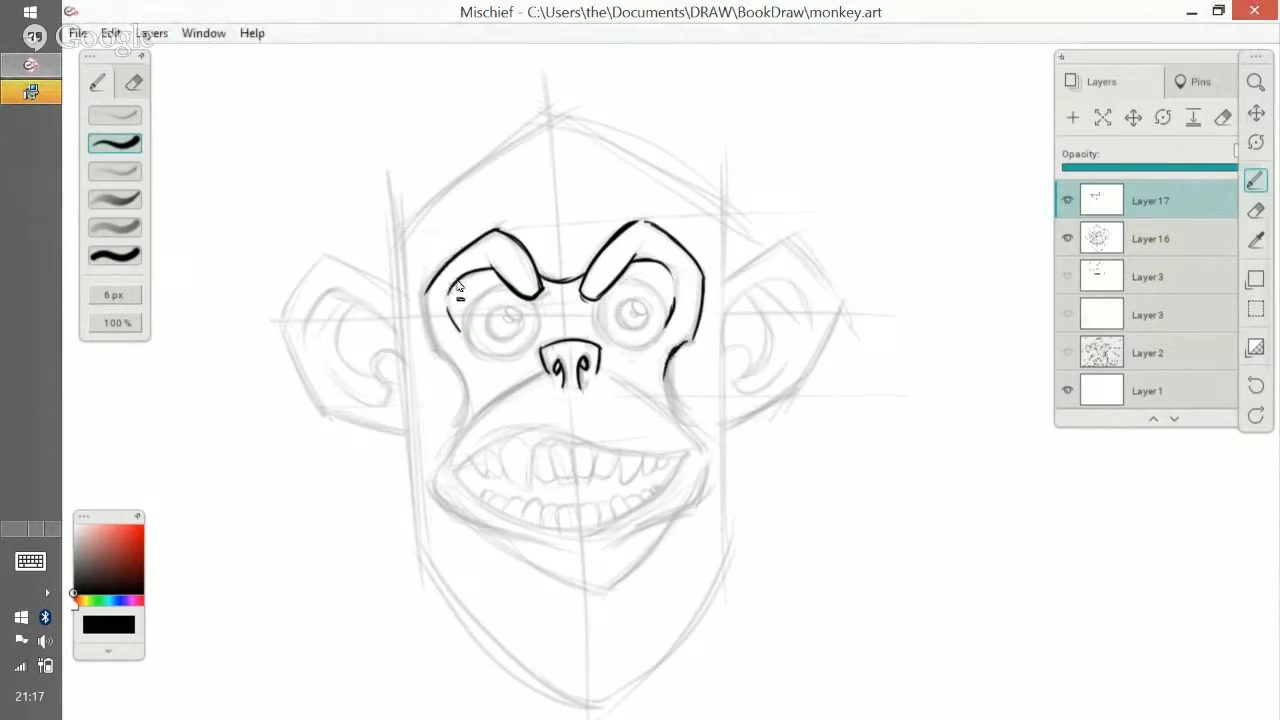 Mischief - C:\Users\the\Documents\DRAW\BookDraw\monkey.art
Google
File Edit Layers Window Help
Layers Pins
Opacity:
Layer 17
Layer 16
Layer 3
Layer 3
Layer 2
Layer 1
6 px
100 %
21:17